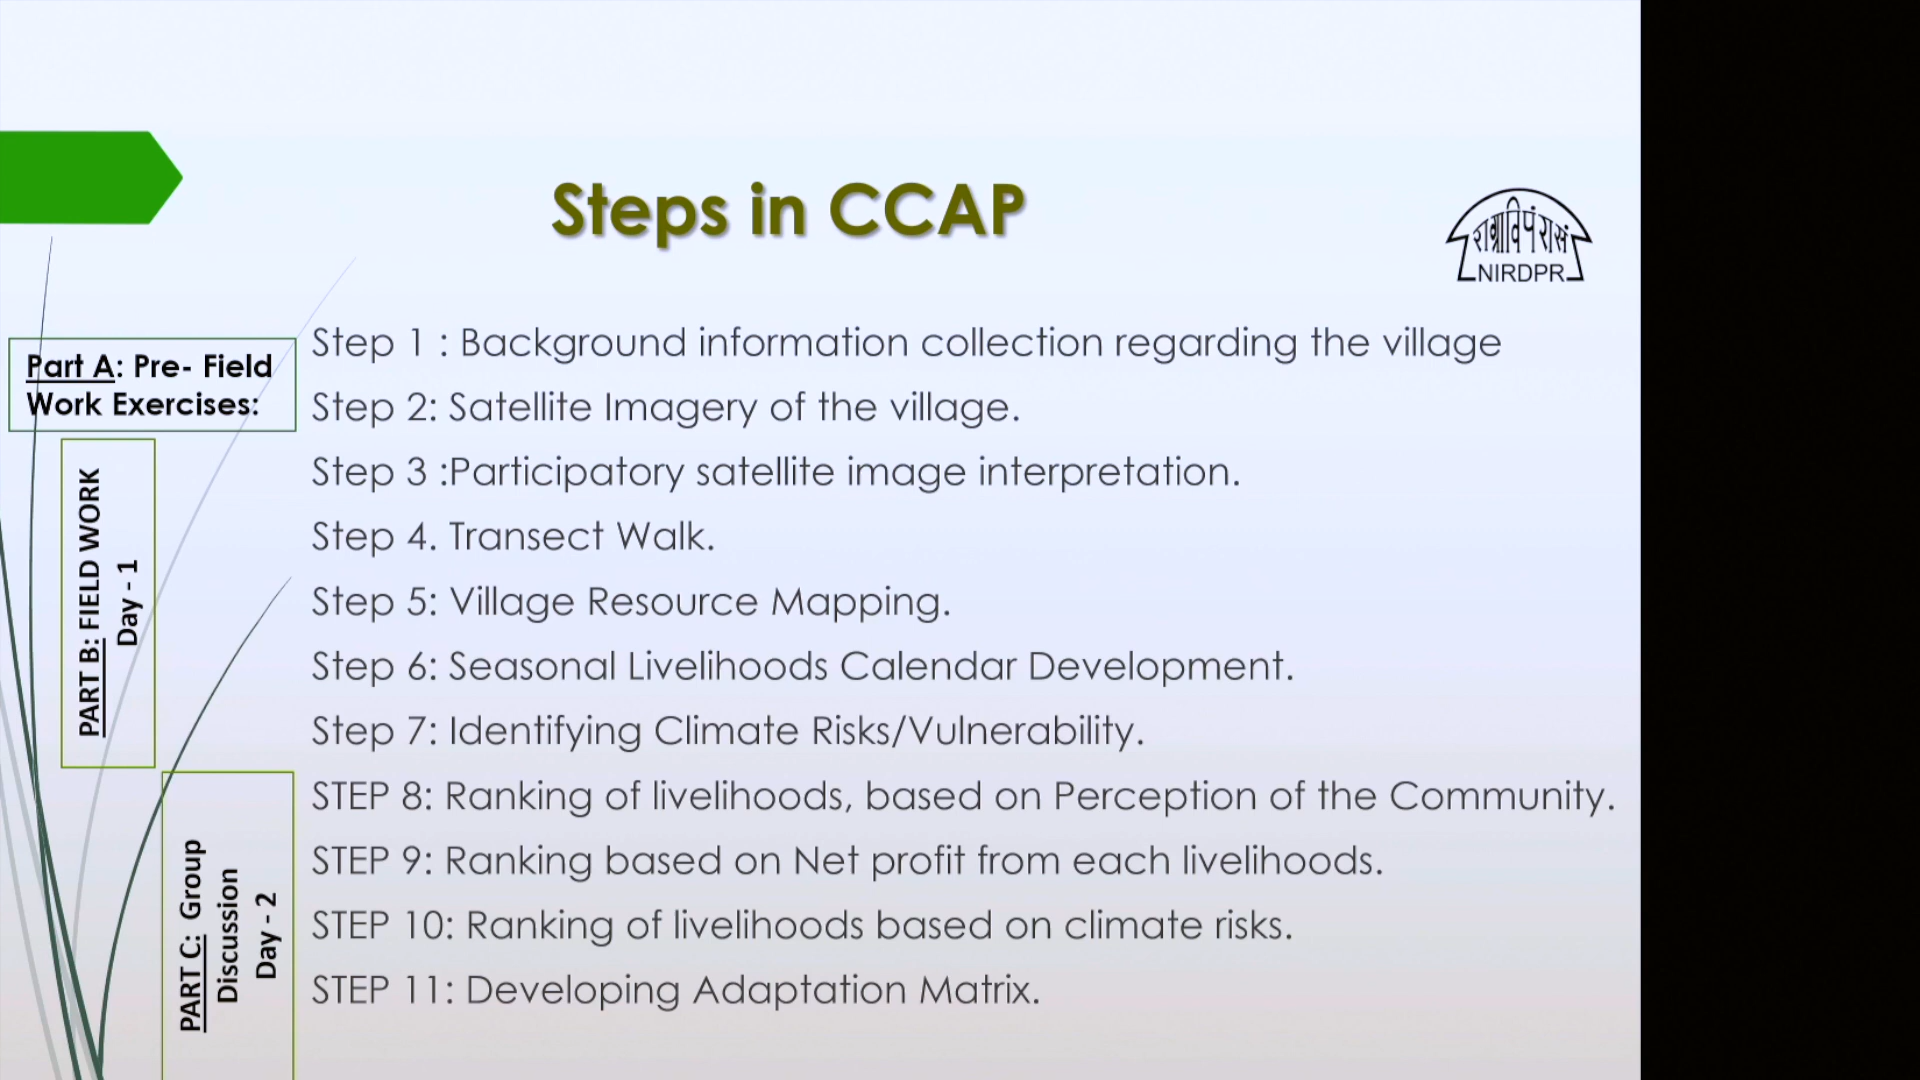 Steps in CCAP
राग्राविपंरासं
NIRDPR
Part A: Pre- Field
Work Exercises:
Step 1 : Background information collection regarding the village
Step 2: Satellite Imagery of the village.
PART B: FIELD WORK
Day - 1
Step 3 :Participatory satellite image interpretation.
Step 4. Transect Walk.
Step 5: Village Resource Mapping.
Step 6: Seasonal Livelihoods Calendar Development.
Step 7: Identifying Climate Risks/Vulnerability.
PART C: Group
Discussion
Day - 2
STEP 8: Ranking of livelihoods, based on Perception of the Community.
STEP 9: Ranking based on Net profit from each livelihoods.
STEP 10: Ranking of livelihoods based on climate risks.
STEP 11: Developing Adaptation Matrix.